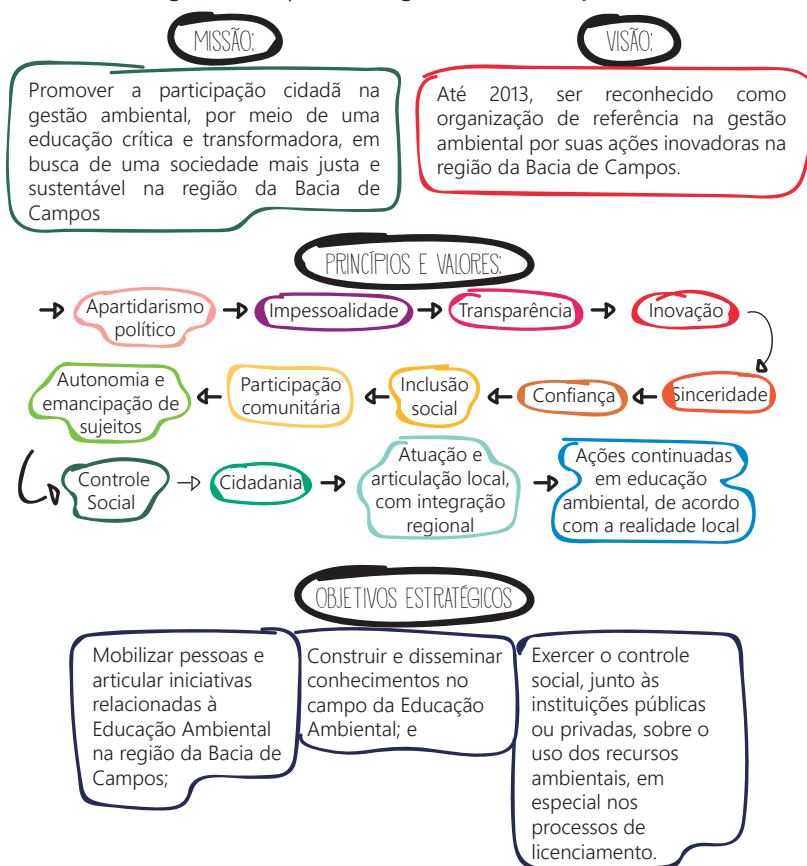 MISSÃO:
Promover a participação cidadã na
gestão ambiental, por meio de uma
educação crítica e transformadora, em
busca de uma sociedade mais justa e
sustentável na região da Bacia de
Campos
VISÃO:
Até 2013, ser reconhecido como
organização de referência na gestão
ambiental por suas ações inovadoras na
região da Bacia de Campos.
PRINCÍPIOS E VALORES:
Apartidarismo
político
Impessoalidade
Transparência
Inovação
Sinceridade
Confiança
Inclusão
social
Participação
comunitária
Autonomia e
emancipação de
sujeitos
Controle
Social
Cidadania
Atuação e
articulação local,
com integração
regional
Ações continuadas
em educação
ambiental, de acordo
com a realidade local
OBJETIVOS ESTRATÉGICOS
Mobilizar pessoas e
articular iniciativas
relacionadas à
Educação Ambiental
na região da Bacia de
Campos;
Construir e disseminar
conhecimentos no
campo da Educação
Ambiental; e
Exercer o controle
social, junto às
instituições públicas
ou privadas, sobre o
uso dos recursos
ambientais, em
especial nos
processos de
licenciamento.